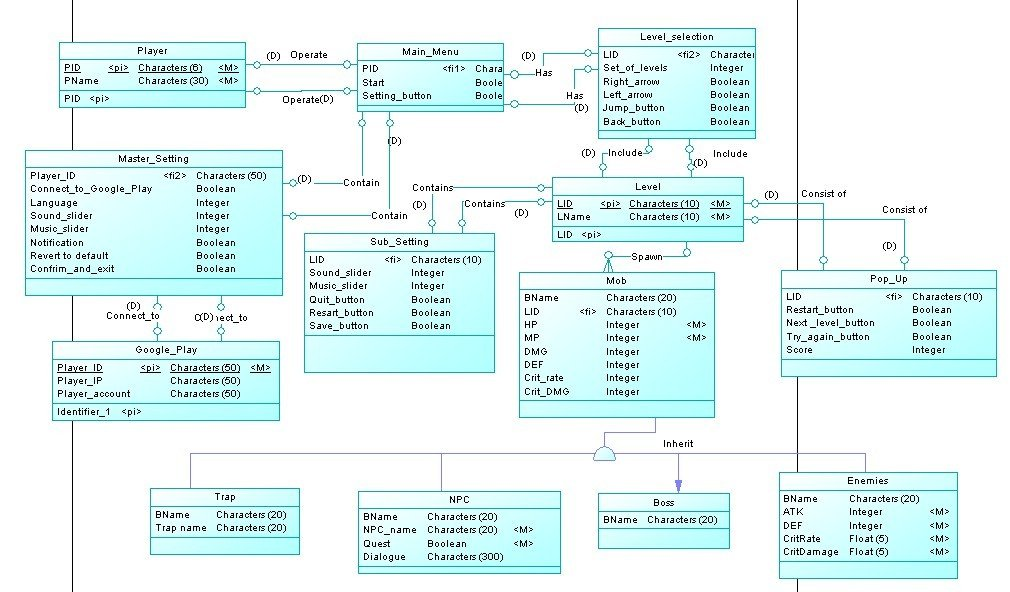 Player
PID <pi> Characters (6) <M>
PName Characters (30) <M>
PID <pi>
(D) Operate
Operate(D)
Main_Menu
PID <fi1> Chara
Start Boole
Setting_button Boole
(D)
Has
Has
(D)
Level_selection
LID <fi2> Character
Set_of_levels Integer
Right_arrow Boolean
Left_arrow Boolean
Jump_button Boolean
Back_button Boolean
(D) Include
(D) Include
(D)
(D) Contain
Contain
Master_Setting
Player_ID <fi2> Characters (50)
Connect_to_Google_Play Boolean
Language Integer
Sound_slider Integer
Music_slider Integer
Notification Boolean
Revert to default Boolean
Confrim_and_exit Boolean
Contains
(D)
Contains
(D)
Level
LID <pi> Characters (10) <M>
LName Characters (10) <M>
LID <pi>
(D) Consist of
Consist of
(D)
Sub_Setting
LID <fi> Characters (10)
Sound_slider Integer
Music_slider Integer
Quit_button Boolean
Resart_button Boolean
Save_button Boolean
Spawn
Mob
BName Characters (20)
LID <fi> Characters (10)
HP Integer <M>
MP Integer <M>
DMG Integer
DEF Integer
Crit_rate Integer
Crit_DMG Integer
Pop_Up
LID <fi> Characters (10)
Restart_button Boolean
Next _level_button Boolean
Try_again_button Boolean
Score Integer
(D)
Connect_to
(D)
Google_Play
Player_ID <pi> Characters (50) <M>
Player_IP Characters (50)
Player_account Characters (50)
Identifier_1 <pi>
Inherit
Trap
BName Characters (20)
Trap name Characters (20)
NPC
BName Characters (20)
NPC_name Characters (20) <M>
Quest Boolean <M>
Dialogue Characters (300)
Boss
BName Characters (20)
Enemies
BName Characters (20)
ATK Integer <M>
DEF Integer <M>
CritRate Float (5) <M>
CritDamage Float (5) <M>